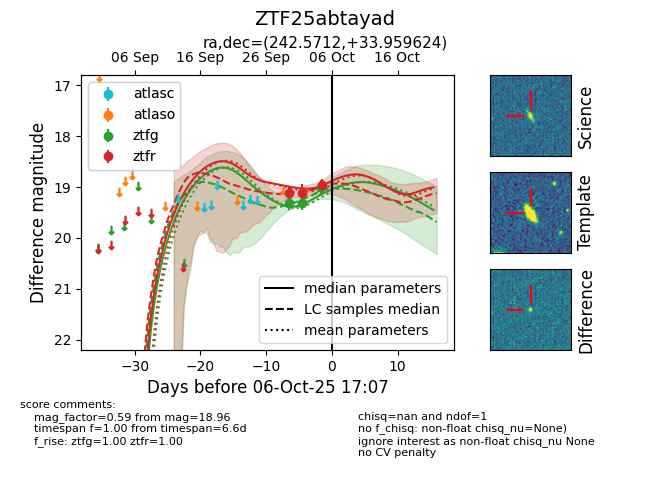 ZTF25abtayad
ra,dec=(242.5712,+33.959624)
06 Sep 16 Sep 26 Sep 06 Oct 16 Oct
17
18
19
20
21
22
Difference magnitude
atlasc
atlaso
ztfg
ztfr
median parameters
LC samples median
mean parameters
−30 −20 −10 0 10
Days before 06-Oct-25 17:07
Science
Template
Difference
score comments:
mag_factor=0.59 from mag=18.96
timespan f=1.00 from timespan=6.6d
f_rise: ztfg=1.00 ztfr=1.00
chisq=nan and ndof=1
no f_chisq: non-float chisq_nu=None)
ignore interest as non-float chisq_nu None
no CV penalty